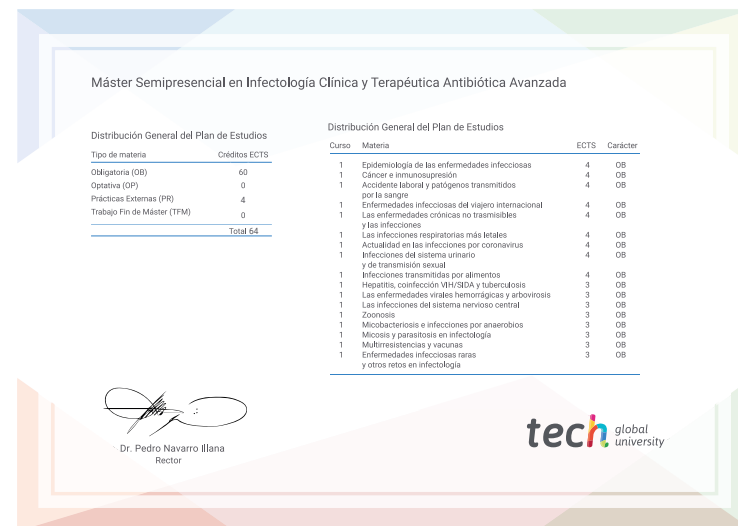 Máster Semipresencial en Infectología Clínica y Terapéutica Antibiótica Avanzada
Distribución General del Plan de Estudios
Tipo de materia Créditos ECTS
Obligatoria (OB) 60
Optativa (OP) 0
Prácticas Externas (PR) 4
Trabajo Fin de Máster (TFM) 0
Total 64
Distribución General del Plan de Estudios
Curso Materia ECTS Carácter
1 Epidemiología de las enfermedades infecciosas 4 OB
1 Cáncer e inmunosupresión 4 OB
1 Accidente laboral y patógenos transmitidos 4 OB
por la sangre
1 Enfermedades infecciosas del viajero internacional 4 OB
1 Las enfermedades crónicas no trasmisibles 4 OB
y las infecciones
1 Las infecciones respiratorias más letales 4 OB
1 Actualidad en las infecciones por coronavirus 4 OB
1 Infecciones del sistema urinario 4 OB
y de transmisión sexual
1 Infecciones transmitidas por alimentos 4 OB
1 Hepatitis, coinfección VIH/SIDA y tuberculosis 3 OB
1 Las enfermedades virales hemorrágicas y arbovirosis 3 OB
1 Las infecciones del sistema nervioso central 3 OB
1 Zoonosis 3 OB
1 Micobacteriosis e infecciones por anaerobios 3 OB
1 Micosis y parasitosis en infectología 3 OB
1 Multirresistencias y vacunas 3 OB
1 Enfermedades infecciosas raras 3 OB
y otros retos en infectología
Dr. Pedro Navarro Illana
Rector
tech global
university